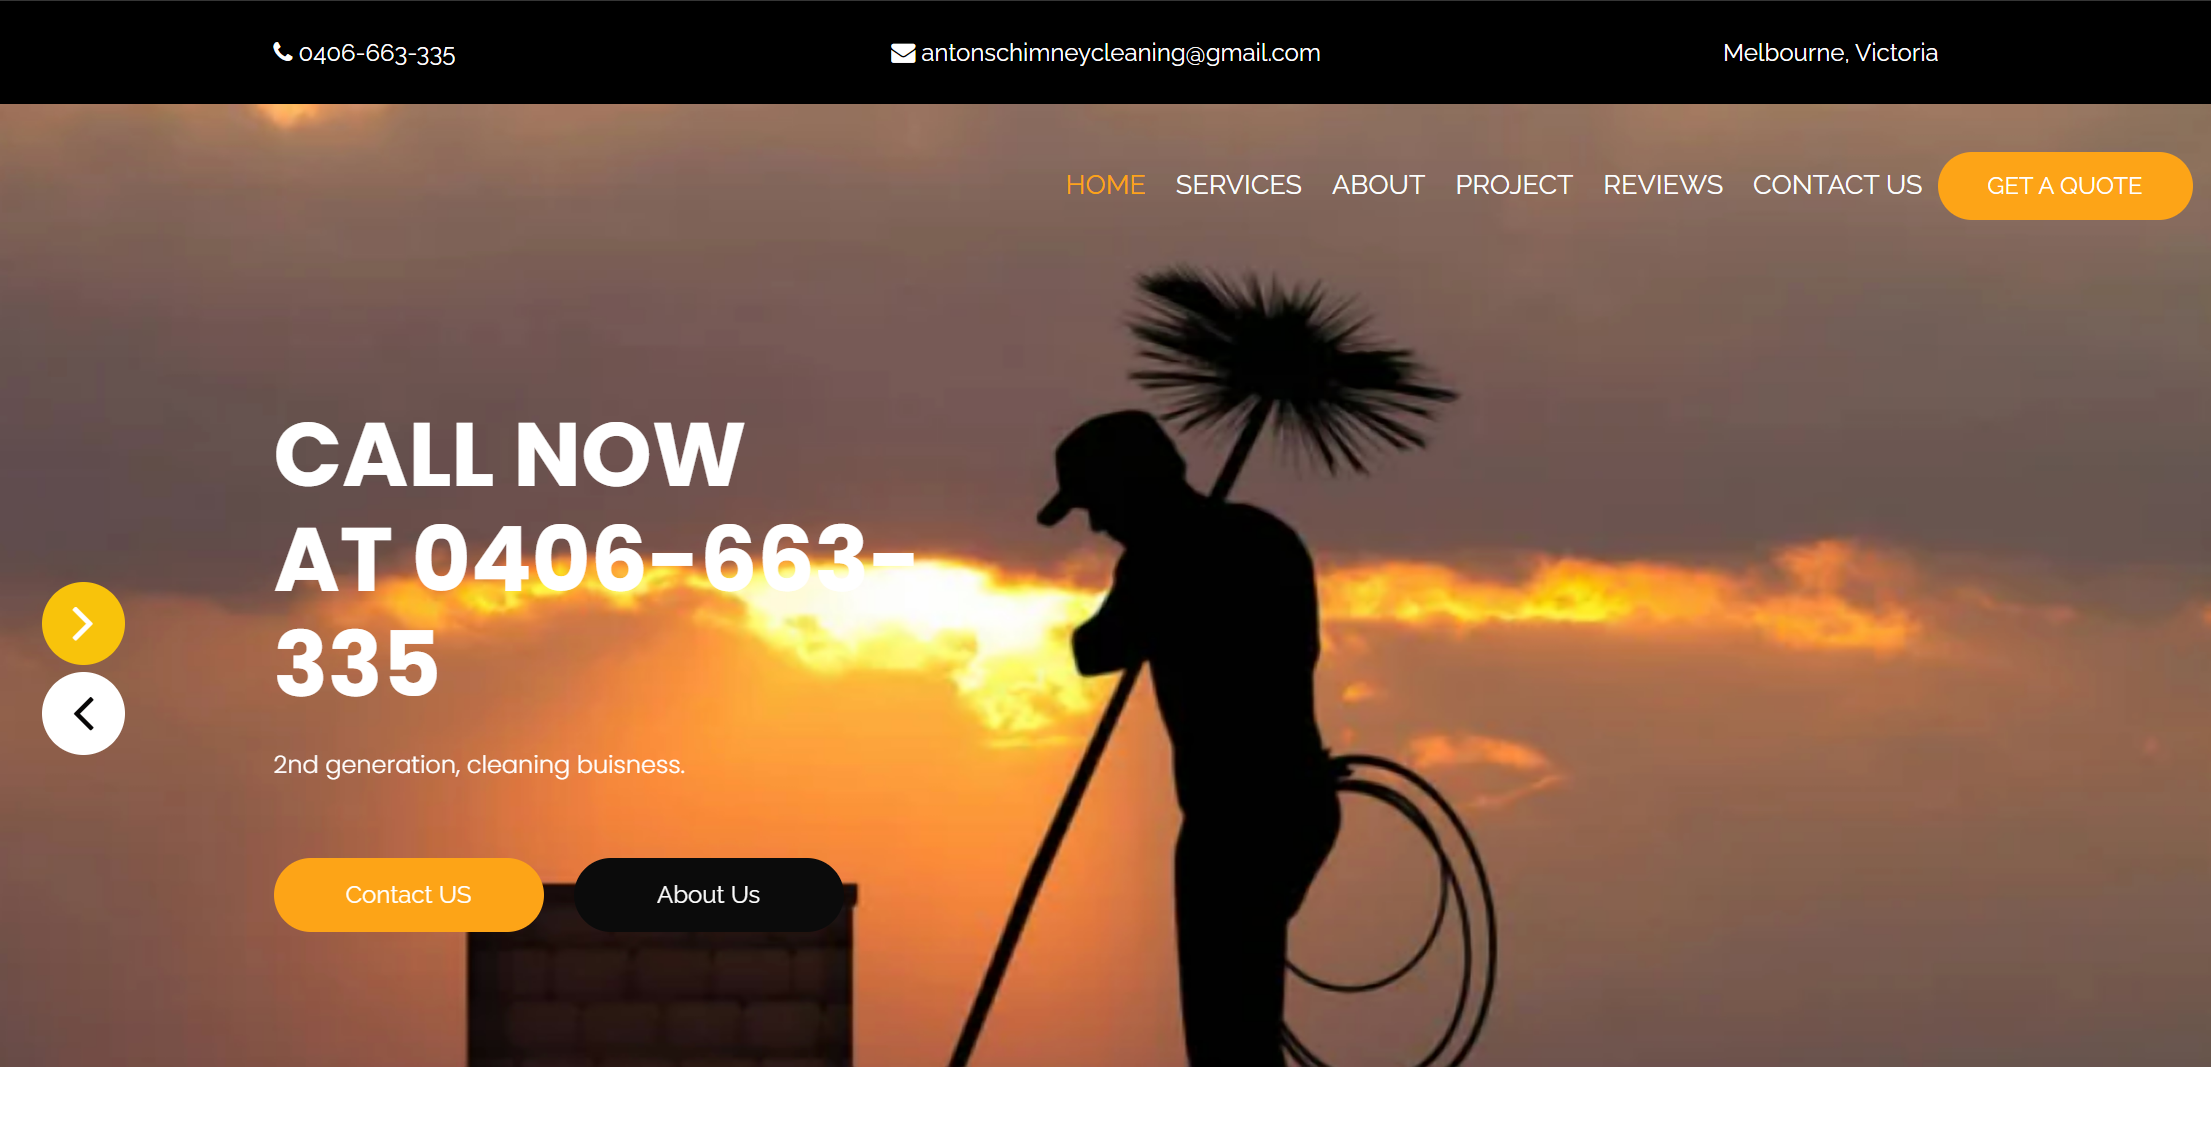 0406-663-335
antonschimneycleaning@gmail.com
Melbourne, Victoria
HOME SERVICES ABOUT PROJECT REVIEWS CONTACT US GET A QUOTE
CALL NOW
AT 0406-663-
335
2nd generation, cleaning buisness.
Contact US
About Us